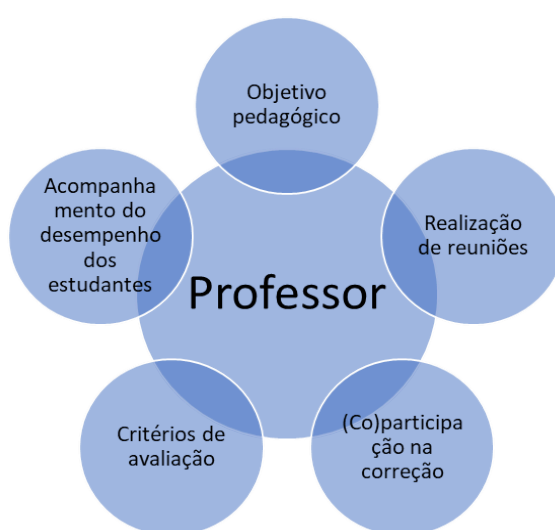 Objetivo
pedagógico
Acompanha
mento do
desempenho
dos
estudantes
Realização
de reuniões
Professor
Critérios de
avaliação
(Co)participa
ção na
correção